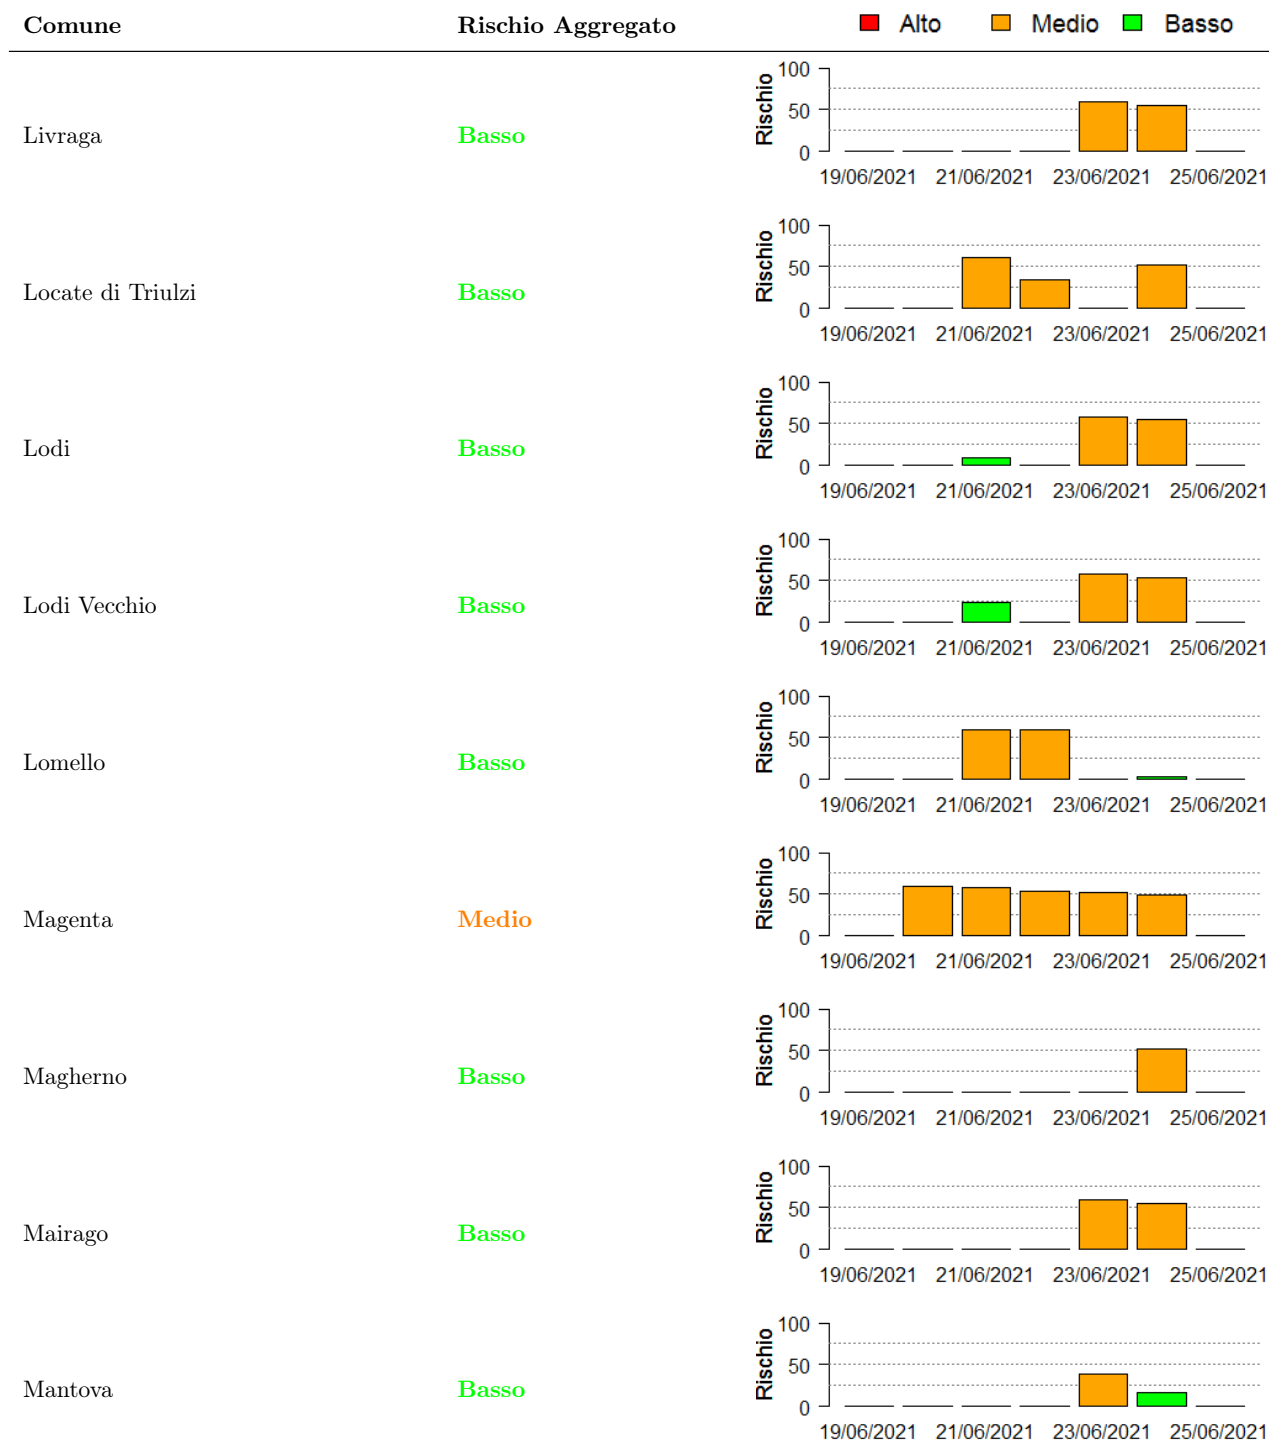 Comune Rischio Aggregato Alto Medio Basso
Livraga Basso
Rischio
100
50
0
19/06/2021 21/06/2021 23/06/2021 25/06/2021
Locate di Triulzi Basso
Rischio
100
50
0
19/06/2021 21/06/2021 23/06/2021 25/06/2021
Lodi Basso
Rischio
100
50
0
19/06/2021 21/06/2021 23/06/2021 25/06/2021
Lodi Vecchio Basso
Rischio
100
50
0
19/06/2021 21/06/2021 23/06/2021 25/06/2021
Lomello Basso
Rischio
100
50
0
19/06/2021 21/06/2021 23/06/2021 25/06/2021
Magenta Medio
Rischio
100
50
0
19/06/2021 21/06/2021 23/06/2021 25/06/2021
Magherno Basso
Rischio
100
50
0
19/06/2021 21/06/2021 23/06/2021 25/06/2021
Mairago Basso
Rischio
100
50
0
19/06/2021 21/06/2021 23/06/2021 25/06/2021
Mantova Basso
Rischio
100
50
0
19/06/2021 21/06/2021 23/06/2021 25/06/2021